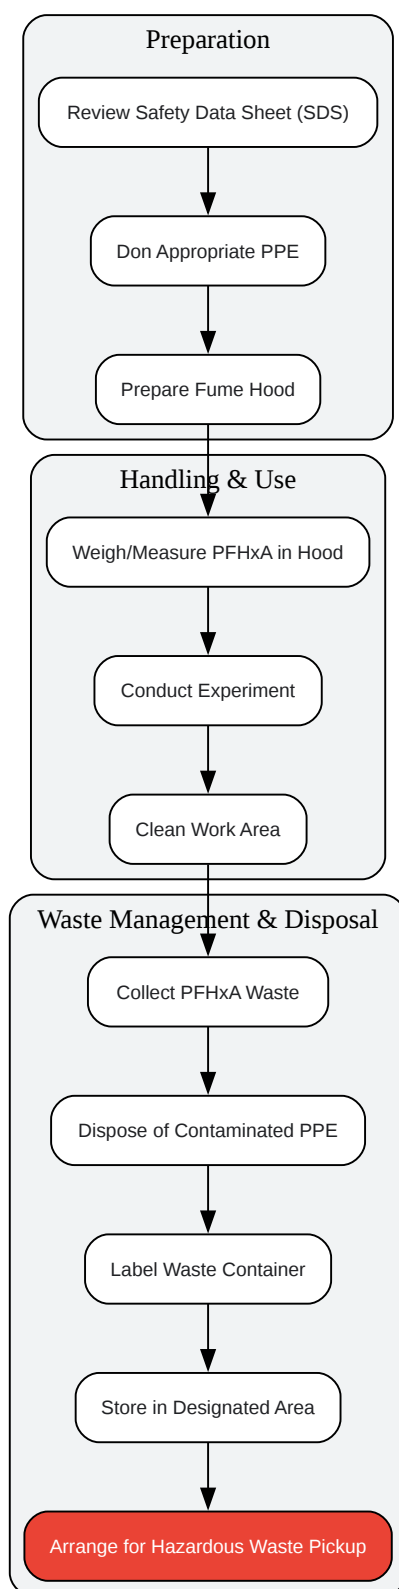 Preparation
Review Safety Data Sheet (SDS)
Don Appropriate PPE
Prepare Fume Hood
Handling & Use
Weigh/Measure PFHxA in Hood
Conduct Experiment
Clean Work Area
Waste Management & Disposal
Collect PFHxA Waste
Dispose of Contaminated PPE
Label Waste Container
Store in Designated Area
Arrange for Hazardous Waste Pickup